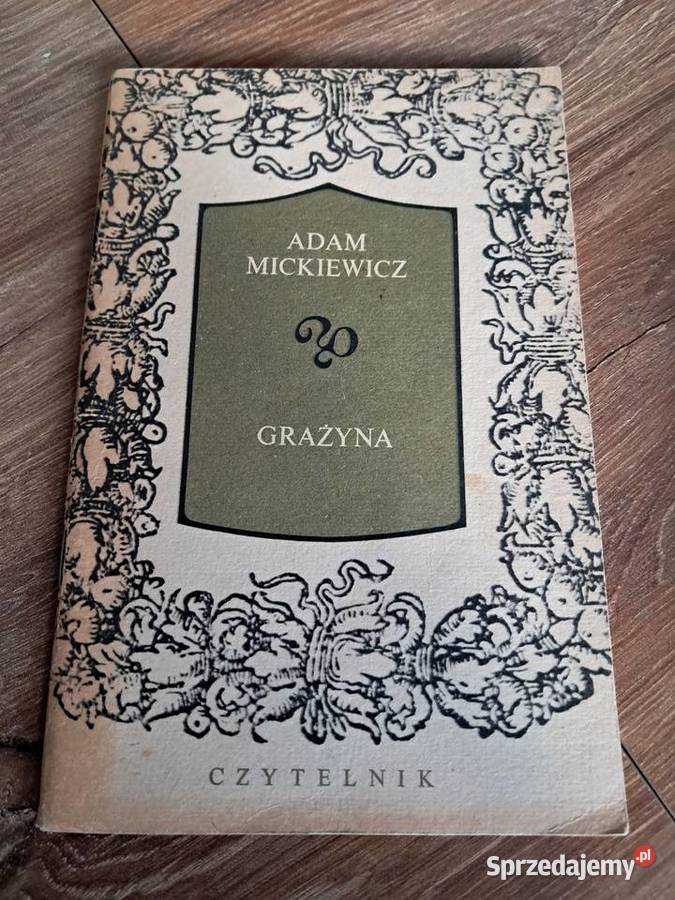 ADAM
MICKIEWICZ
GRAŻYNA
CZYTELNIK
Sprzedajemy.pl